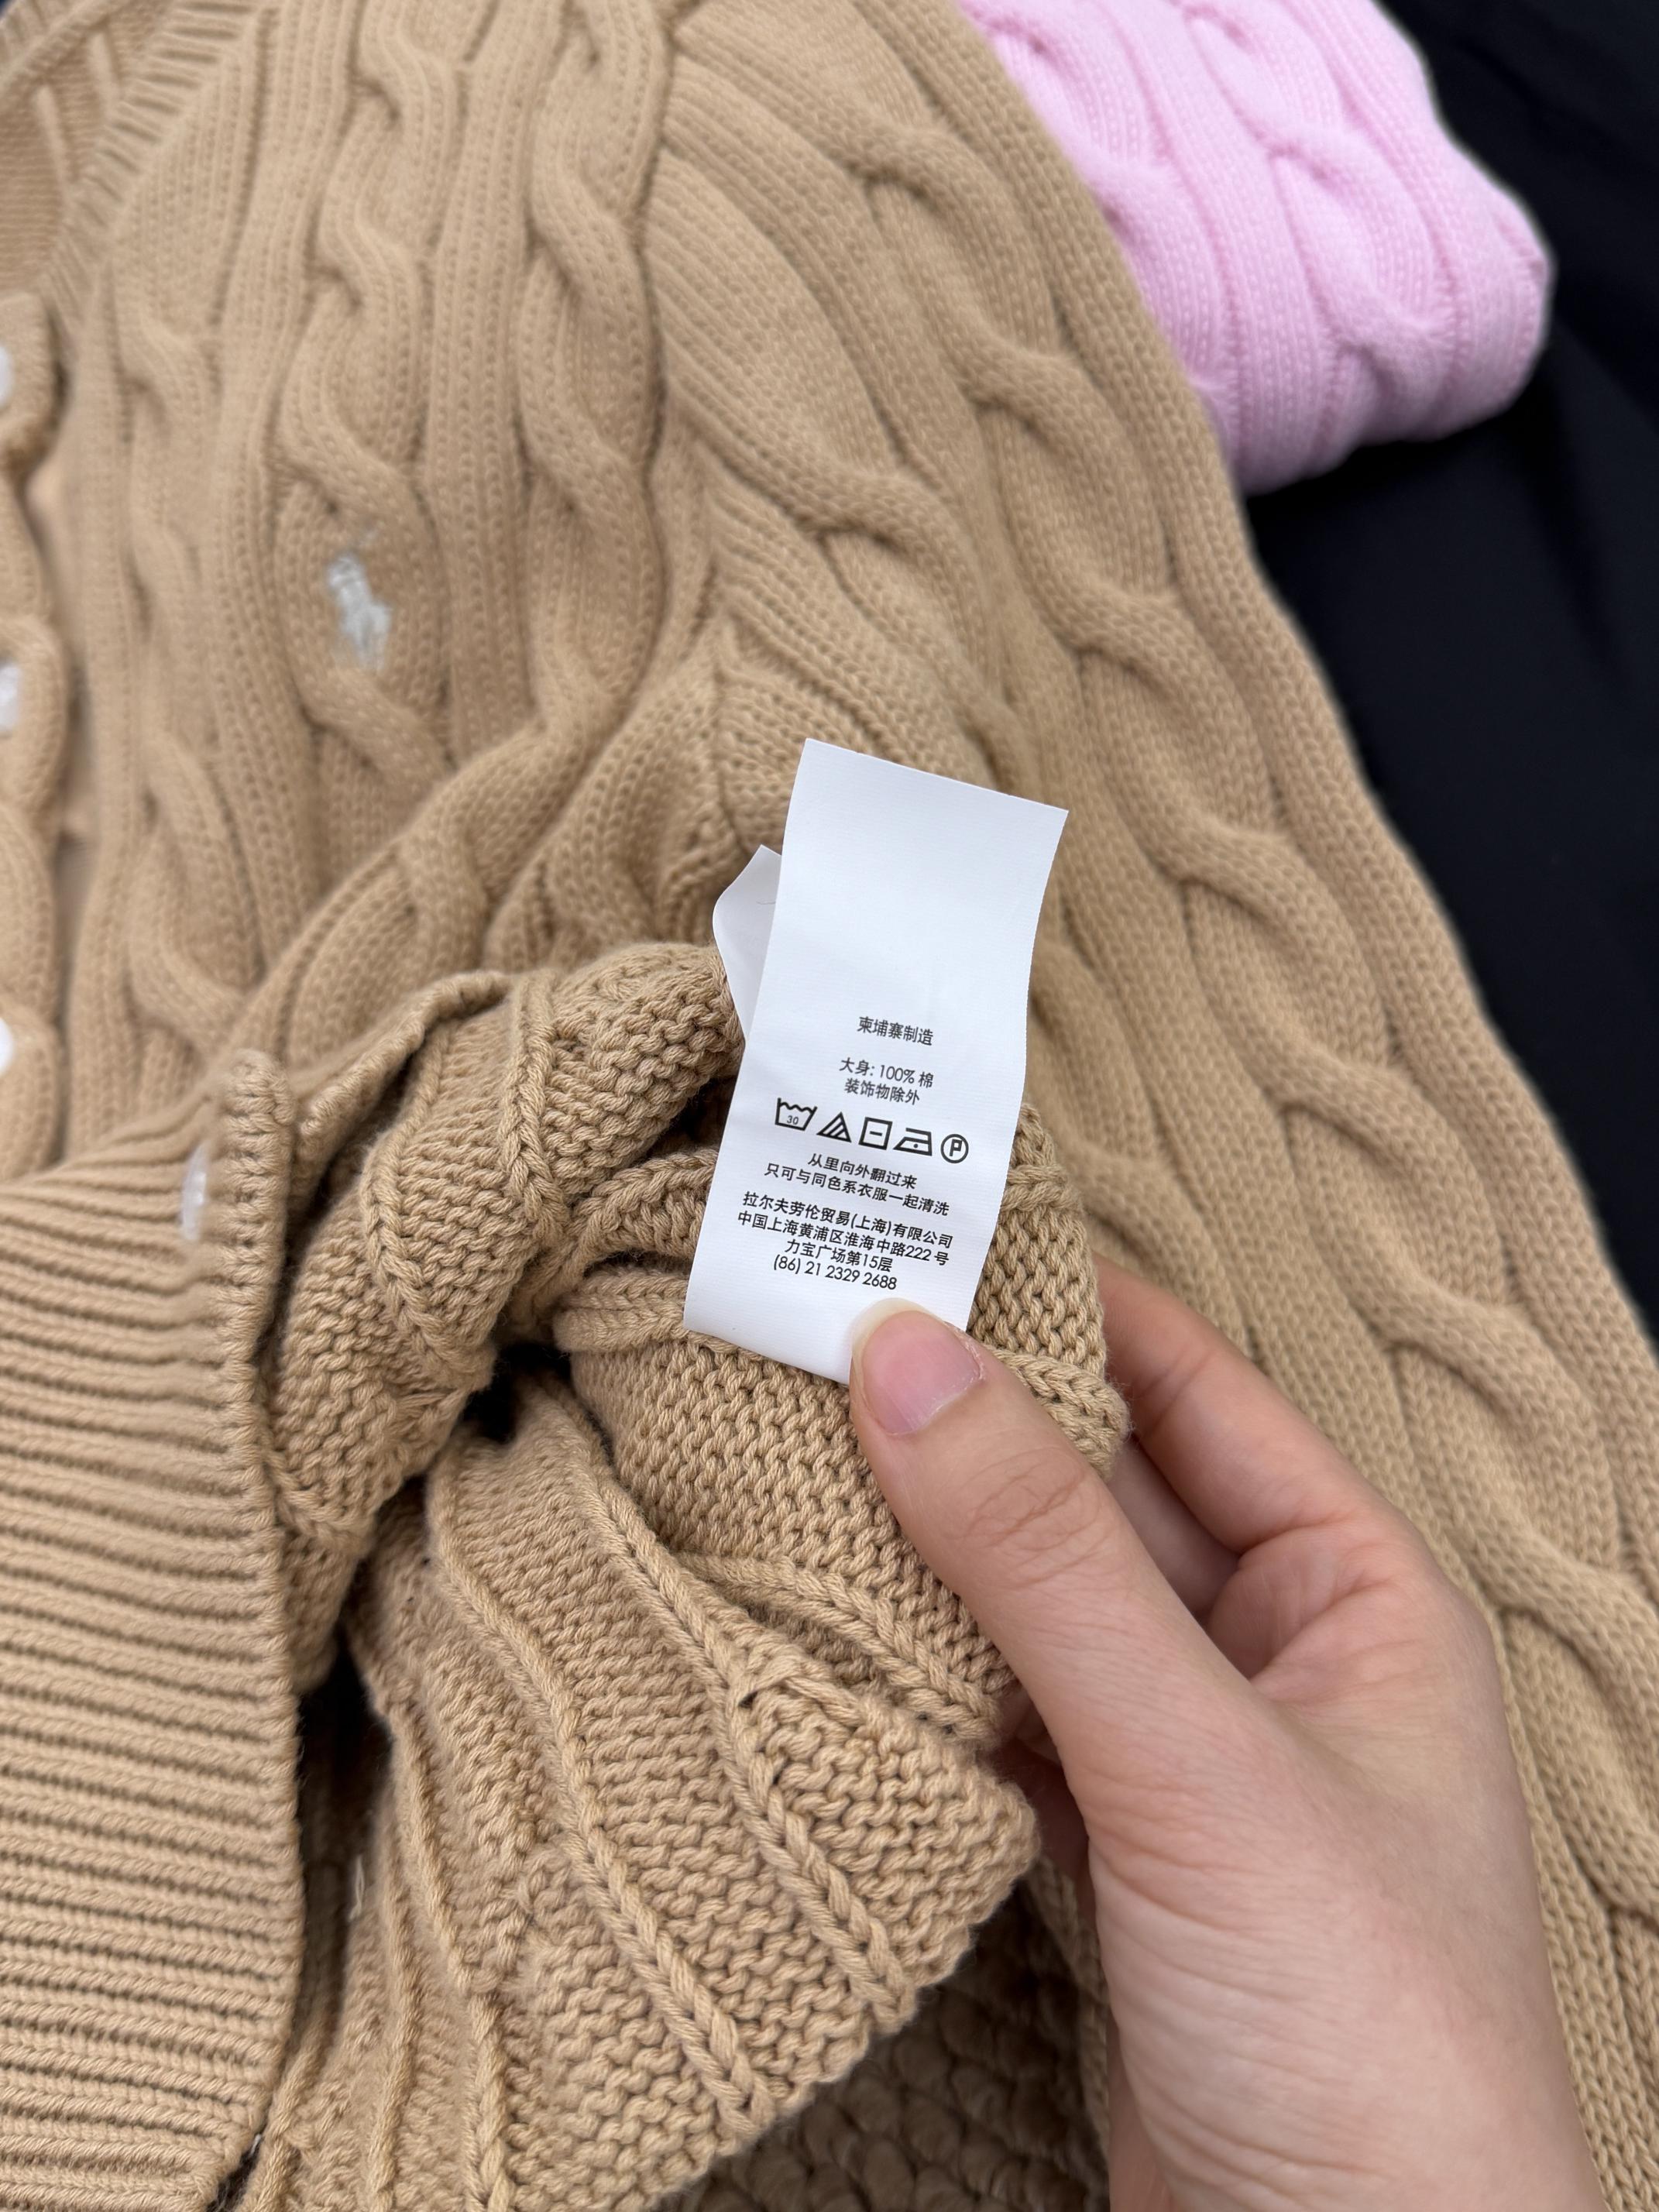 柬埔寨制造
大身: 100% 棉
装饰物除外
30
P
从里向外翻过来
只可与同色系衣服一起清洗
拉尔夫劳伦贸易(上海)有限公司
中国上海黄浦区淮海中路222号
力宝广场第15层
(86) 21 2329 2688